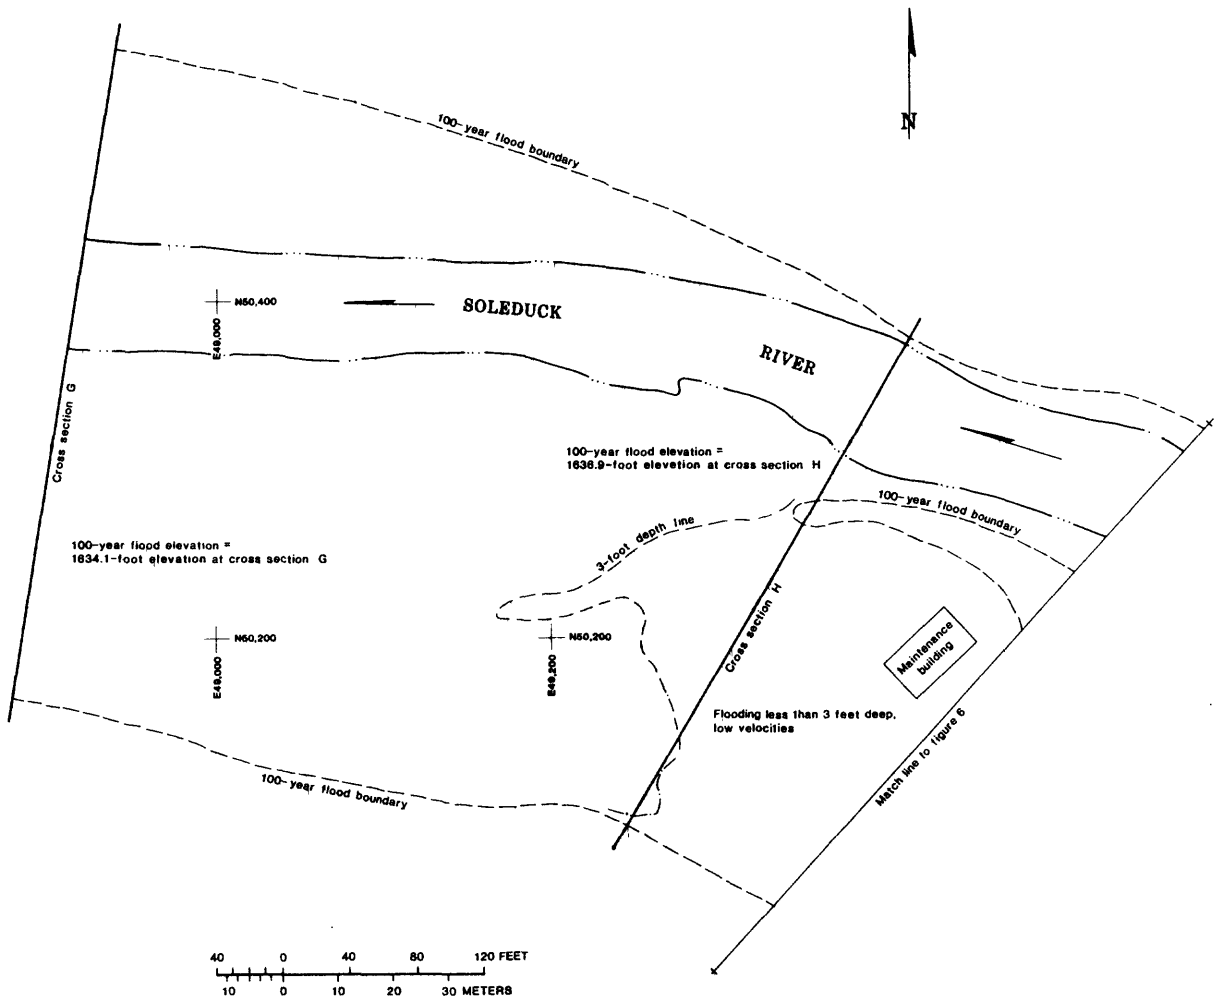 N
100-year flood boundary
N50,400
E49,000
SOLEDUCK
RIVER
Cross section G
100-year flood elevation =
1636.9-foot elevation at cross section H
100-year flood boundary
3-foot depth line
100-year flood elevation =
1634.1-foot elevation at cross section G
Cross section H
N50,200
E49,000
N50,200
E49,200
Maintenance
building
Flooding less than 3 feet deep,
low velocities
Match line to figure 6
100-year flood boundary
40 0 40 80 120 FEET
10 0 10 20 30 METERS